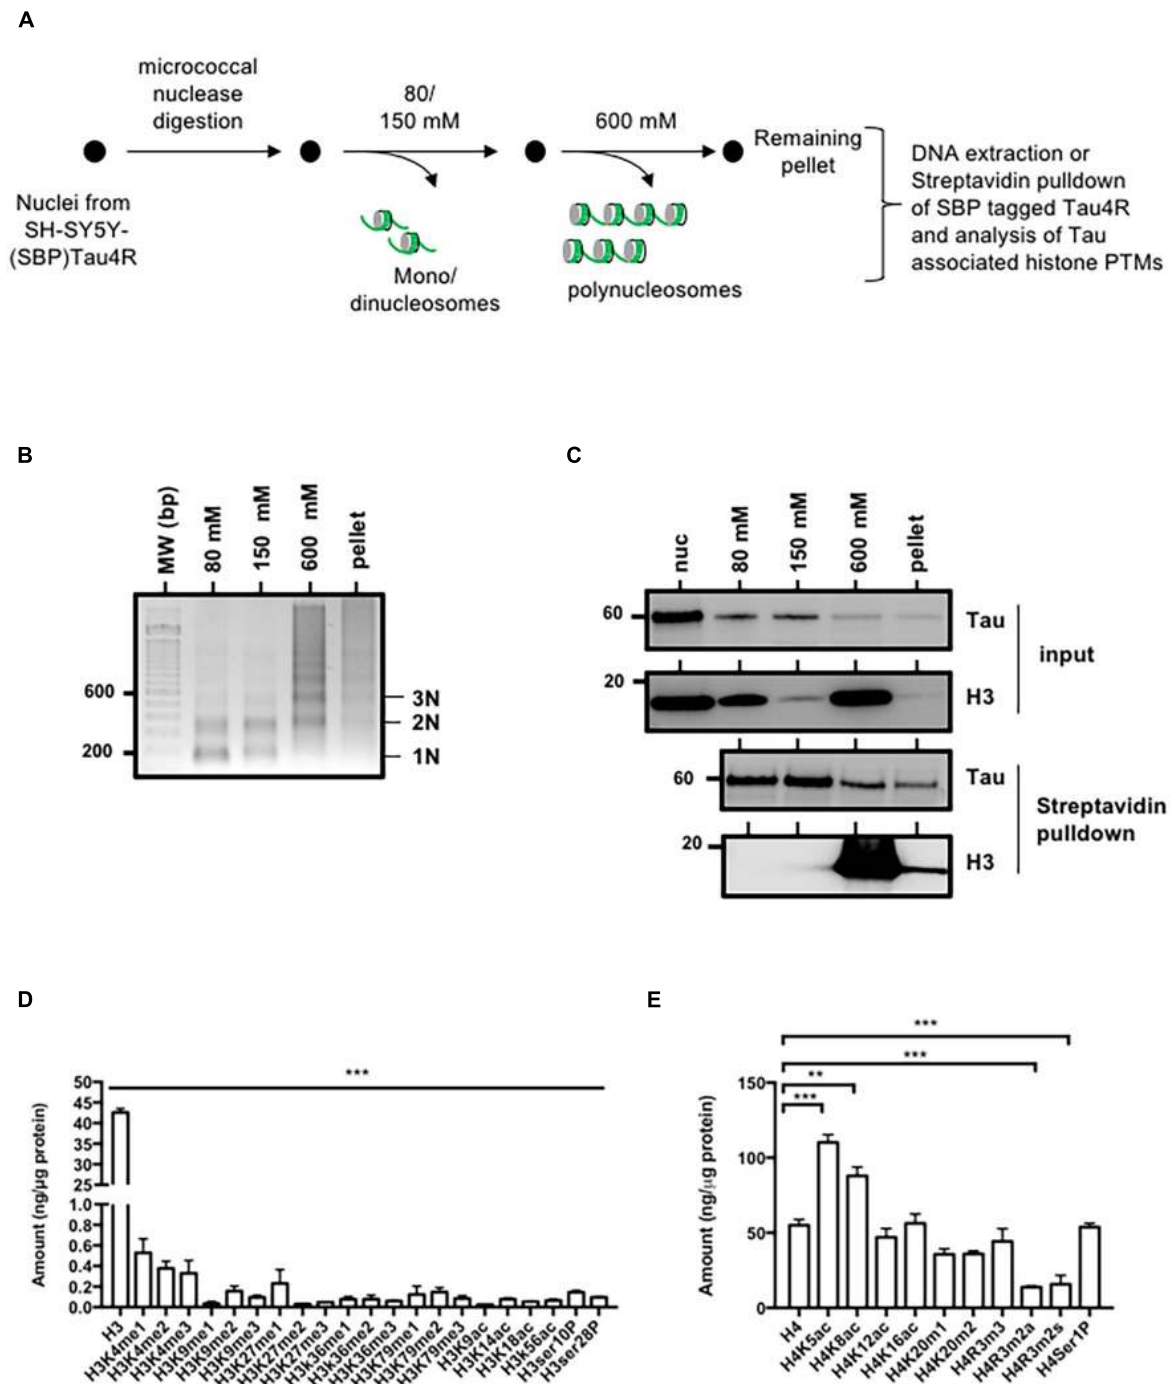 A
micrococcal
nuclease
digestion
80/
150 mM
600 mM
Remaining
pellet
Nuclei from
SH-SY5Y-
(SBP)Tau4R
Mono/
dinucleosomes
polynucleosomes
DNA extraction or
Streptavidin pulldown
of SBP tagged Tau4R
and analysis of Tau
associated histone PTMs
B
MW (bp)
80 mM
150 mM
600 mM
pellet
600
200
3N
2N
1N
C
nuc
80 mM
150 mM
600 mM
pellet
60
Tau
20
H3
input
60
Tau
20
H3
Streptavidin
pulldown
D
***
Amount (ng/µg protein)
50
45
40
35
30
25
1.0
0.8
0.6
0.4
0.2
0.0
H3
H3K4me1
H3K4me2
H3K4me3
H3K9me1
H3K9me2
H3K9me3
H3K27me1
H3K27me2
H3K27me3
H3k36me1
H3k36me2
H3k36me3
H3K79me1
H3K79me2
H3K79me3
H3K9ac
H3K14ac
H3K18ac
H3k56ac
H3ser10P
H3ser28P
E
***
***
**
***
Amount (ng/µg protein)
150
100
50
0
H4
H4K5ac
H4K8ac
H4K12ac
H4K16ac
H4K20m1
H4K20m2
H4R3m3
H4R3m2a
H4R3m2s
H4Ser1P